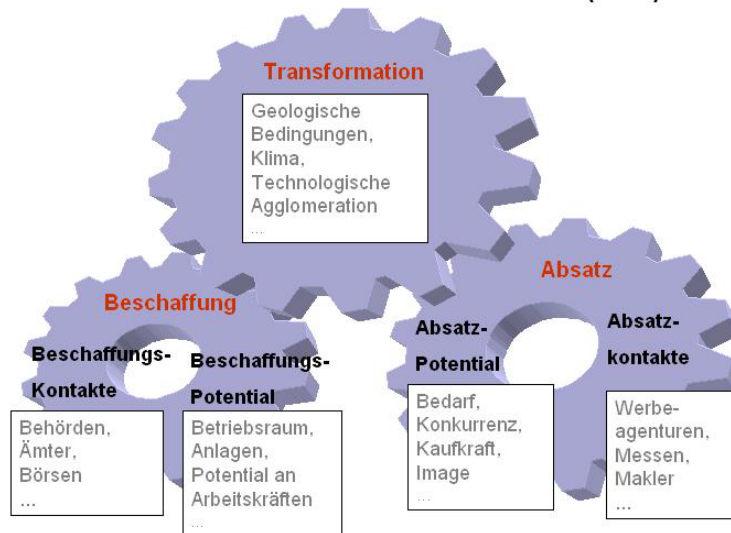 Transformation
Geologische
Bedingungen,
Klima,
Technologische
Agglomeration
...
Beschaffung
Beschaffungs-
Kontakte
Behörden,
Ämter,
Börsen
...
Beschaffungs-
Potential
Betriebsraum,
Anlagen,
Potential an
Arbeitskräften
...
Absatz
Absatz-
Potential
Bedarf,
Konkurrenz,
Kaufkraft,
Image
...
Absatz-
kontakte
Werbe-
agenturen,
Messen,
Makler
...